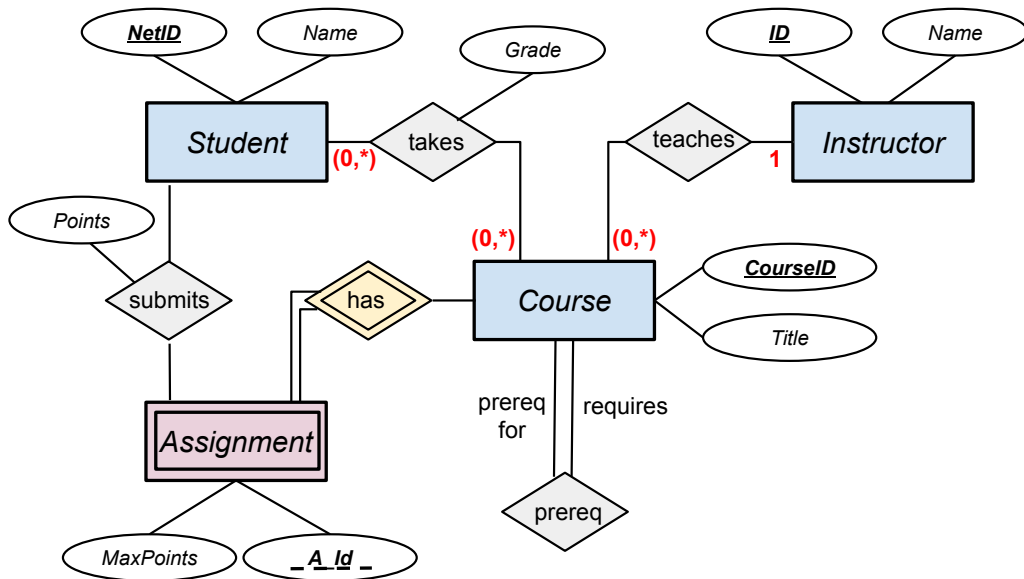 NetID
Name
Grade
ID
Name
Student
(0,*)
takes
teaches
1
Instructor
Points
(0,*)
(0,*)
submits
has
Course
CourseID
Title
prereq
for
requires
Assignment
prereq
MaxPoints
A_Id